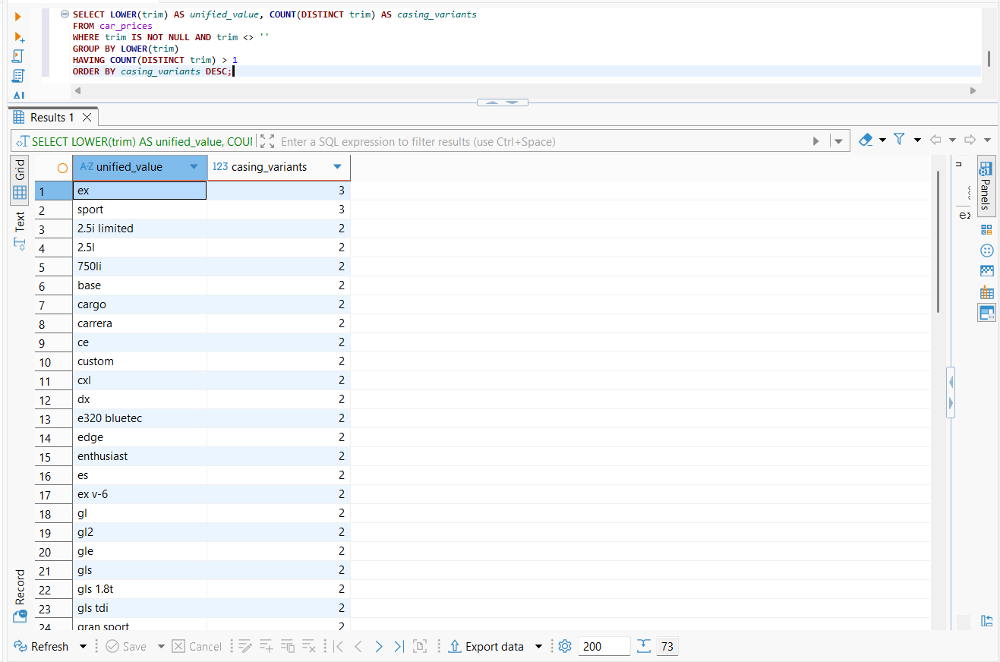 SELECT LOWER(trim) AS unified_value, COUNT(DISTINCT trim) AS casing_variants
FROM car_prices
WHERE trim IS NOT NULL AND trim <> ''
GROUP BY LOWER(trim)
HAVING COUNT(DISTINCT trim) > 1
ORDER BY casing_variants DESC;
Results 1
SELECT LOWER(trim) AS unified_value, COUI
Enter a SQL expression to filter results (use Ctrl+Space)
Grid
Text
Record
Panels
A-Z unified_value 123 casing_variants
1 ex 3
2 sport 3
3 2.5i limited 2
4 2.5l 2
5 750li 2
6 base 2
7 cargo 2
8 carrera 2
9 ce 2
10 custom 2
11 cxl 2
12 dx 2
13 e320 bluetec 2
14 edge 2
15 enthusiast 2
16 es 2
17 ex v-6 2
18 gl 2
19 gl2 2
20 gle 2
21 gls 2
22 gls 1.8t 2
23 gls tdi 2
24 gran sport 2
Refresh Save Cancel Export data 200 73